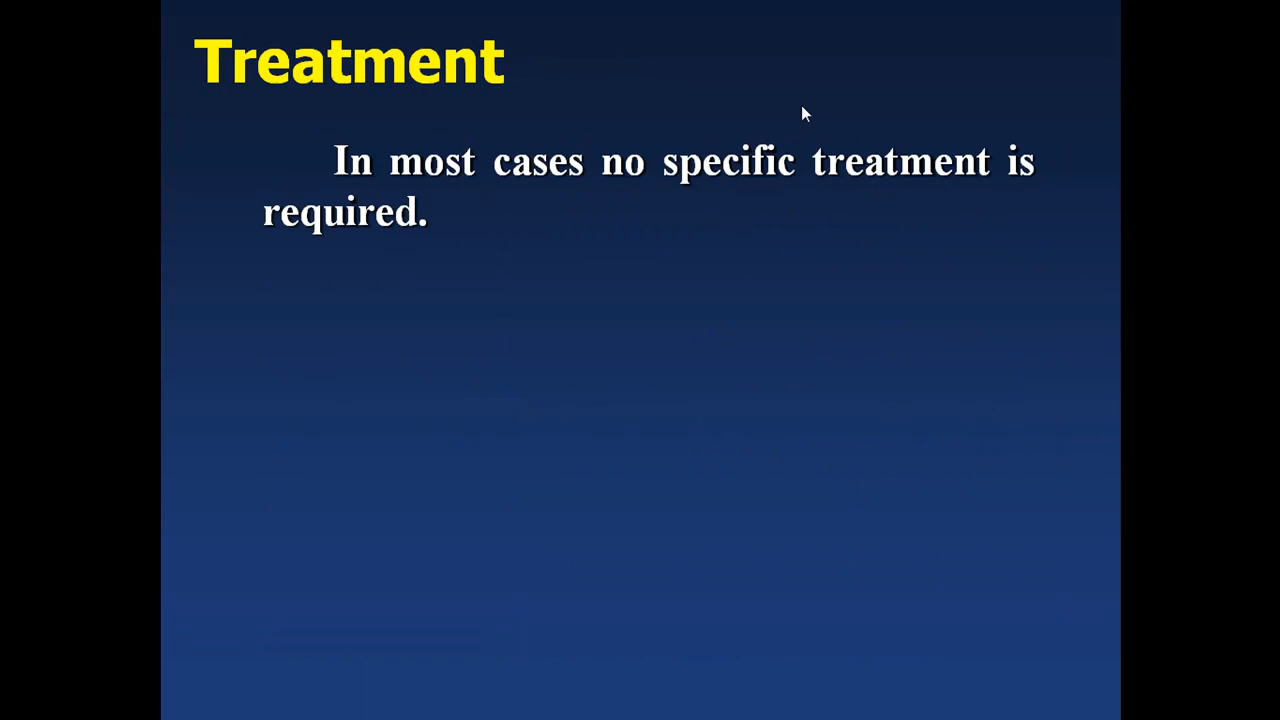 Treatment
In most cases no specific treatment is
required.